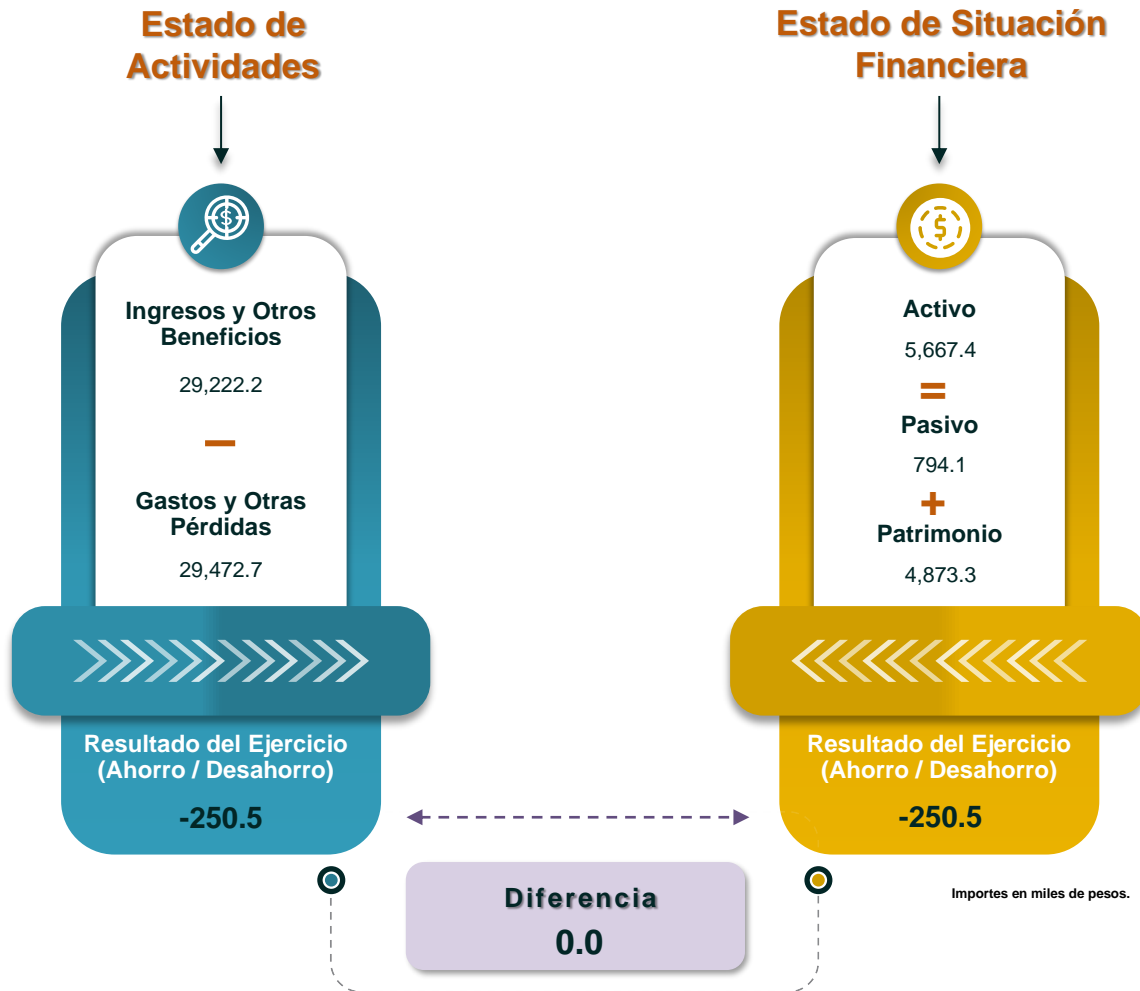 Estado de
Actividades
Ingresos y Otros
Beneficios
29,222.2
–
Gastos y Otras
Pérdidas
29,472.7
Resultado del Ejercicio
(Ahorro / Desahorro)
-250.5
Estado de Situación
Financiera
Activo
5,667.4
=
Pasivo
794.1
+
Patrimonio
4,873.3
Resultado del Ejercicio
(Ahorro / Desahorro)
-250.5
Diferencia
0.0
Importes en miles de pesos.